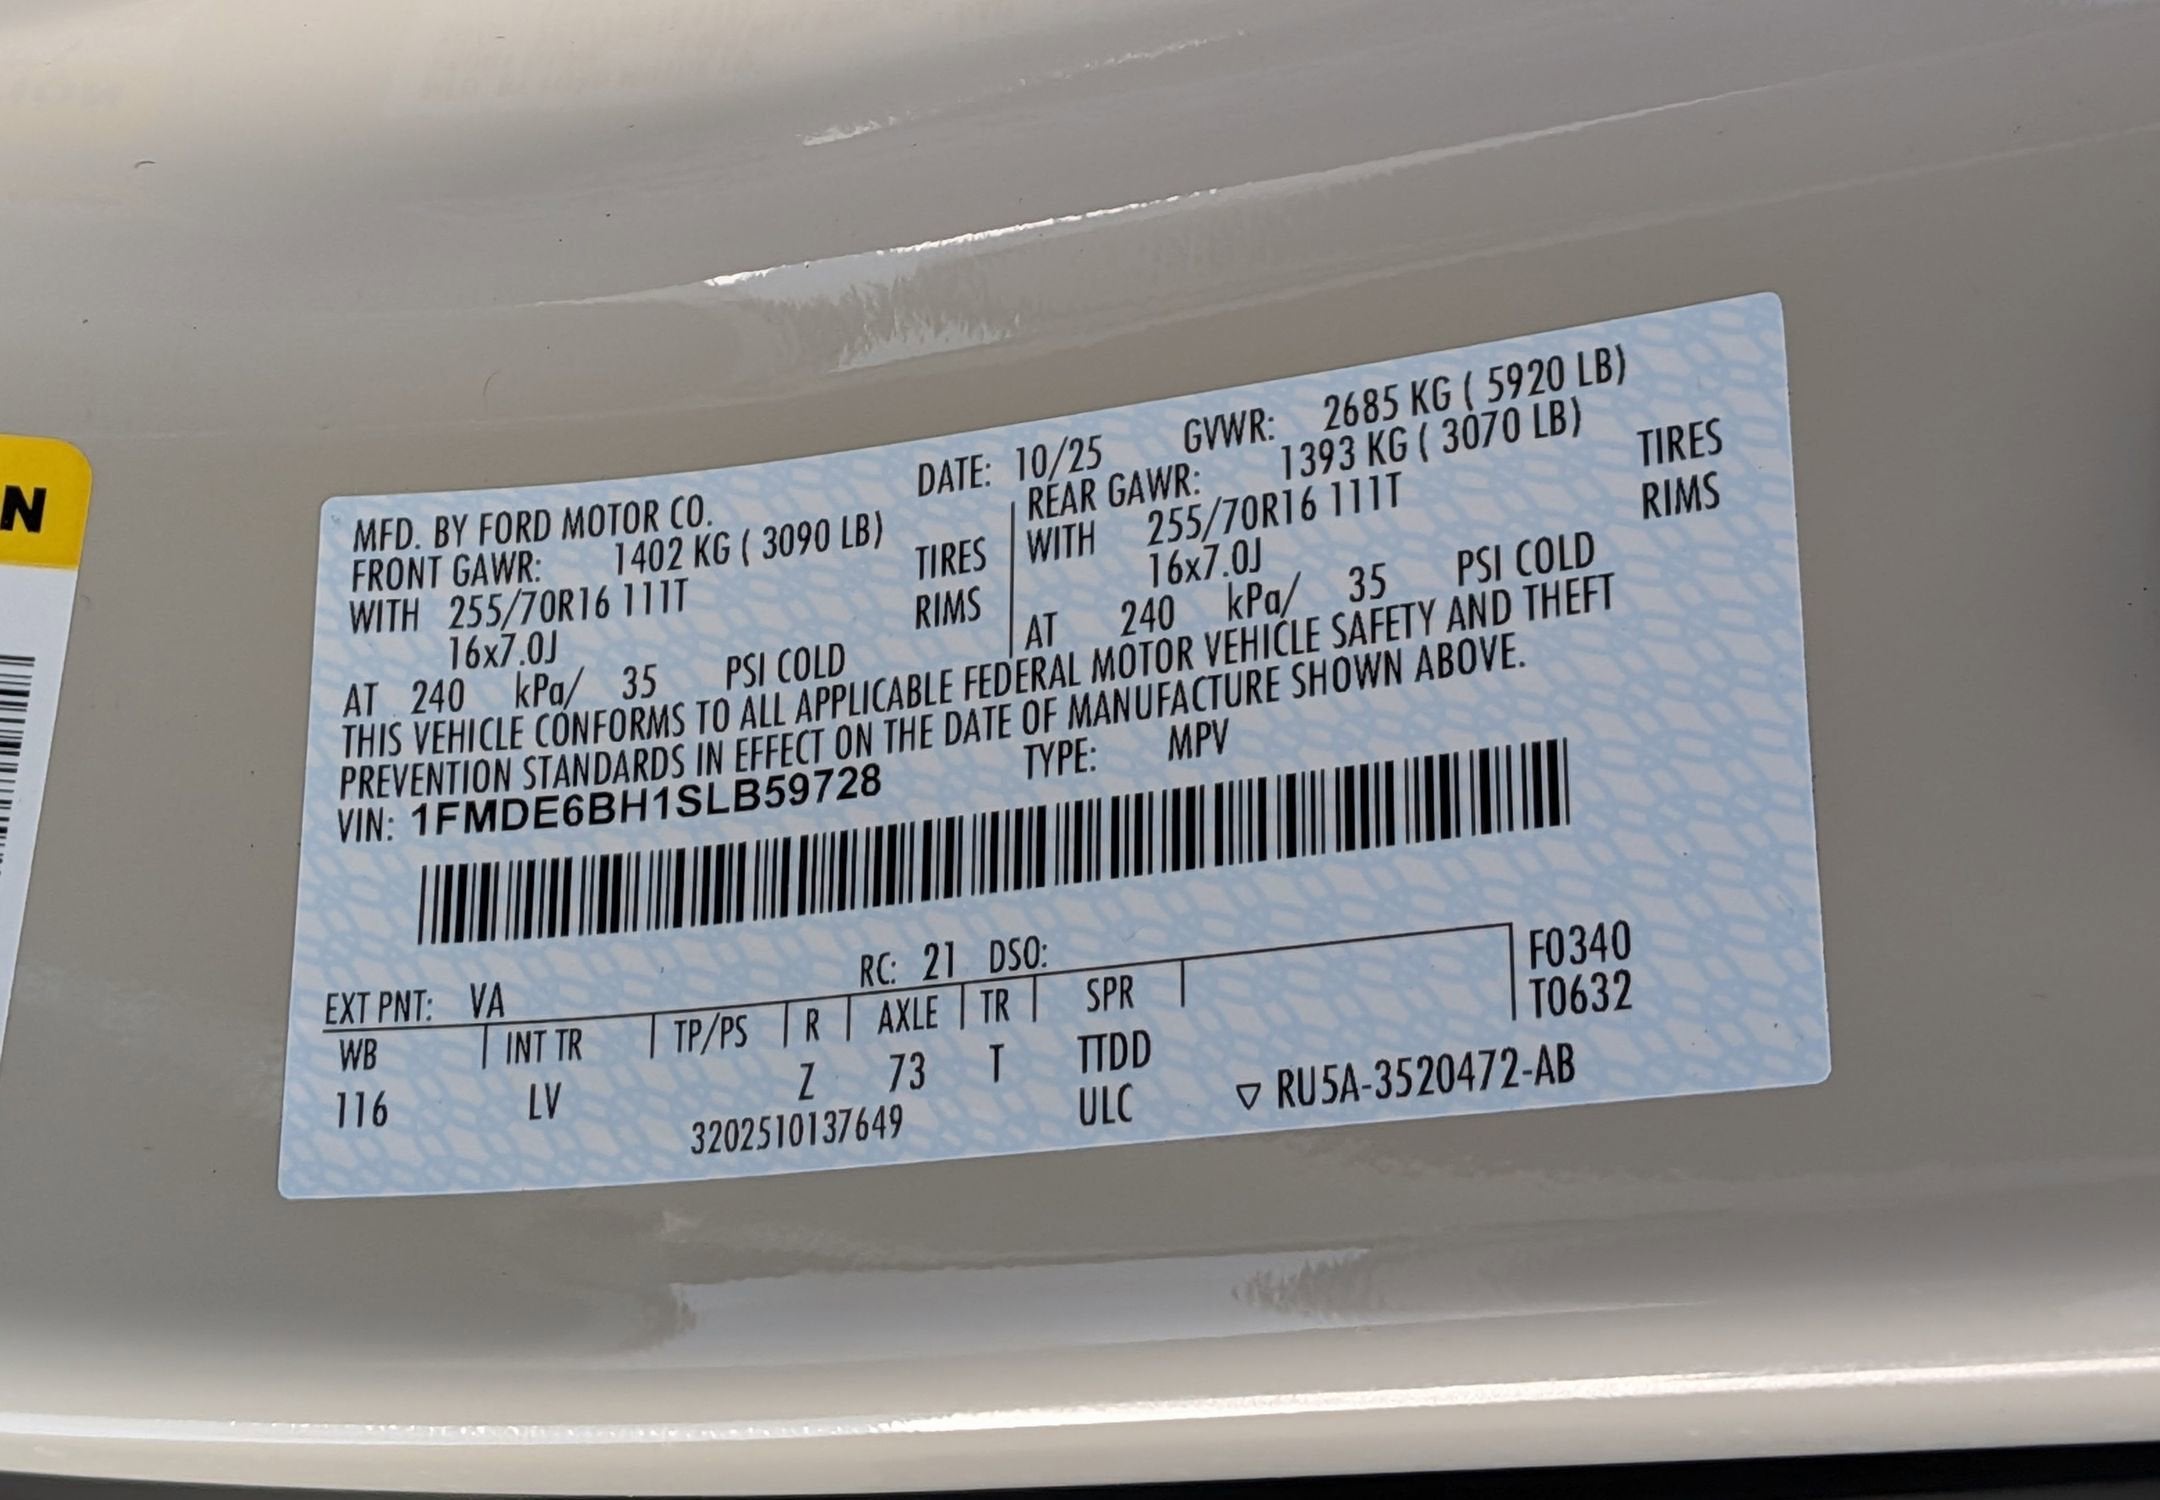 N
MFD. BY FORD MOTOR CO.
DATE: 10/25 GVWR: 2685 KG ( 5920 LB)
FRONT GAWR: 1402 KG ( 3090 LB)
WITH 255/70R16 111T TIRES
16x7.0J RIMS
AT 240 kPa/ 35 PSI COLD
REAR GAWR: 1393 KG ( 3070 LB)
WITH 255/70R16 111T TIRES
16x7.0J RIMS
AT 240 kPa/ 35 PSI COLD
THIS VEHICLE CONFORMS TO ALL APPLICABLE FEDERAL MOTOR VEHICLE SAFETY AND THEFT
PREVENTION STANDARDS IN EFFECT ON THE DATE OF MANUFACTURE SHOWN ABOVE.
VIN: 1FMDE6BH1SLB59728 TYPE: MPV
EXT PNT: VA RC: 21 DSO: F0340
WB INT TR TP/PS R AXLE TR SPR T0632
116 LV Z 73 T TTDD
3202510137649 ULC ▽ RU5A-3520472-AB